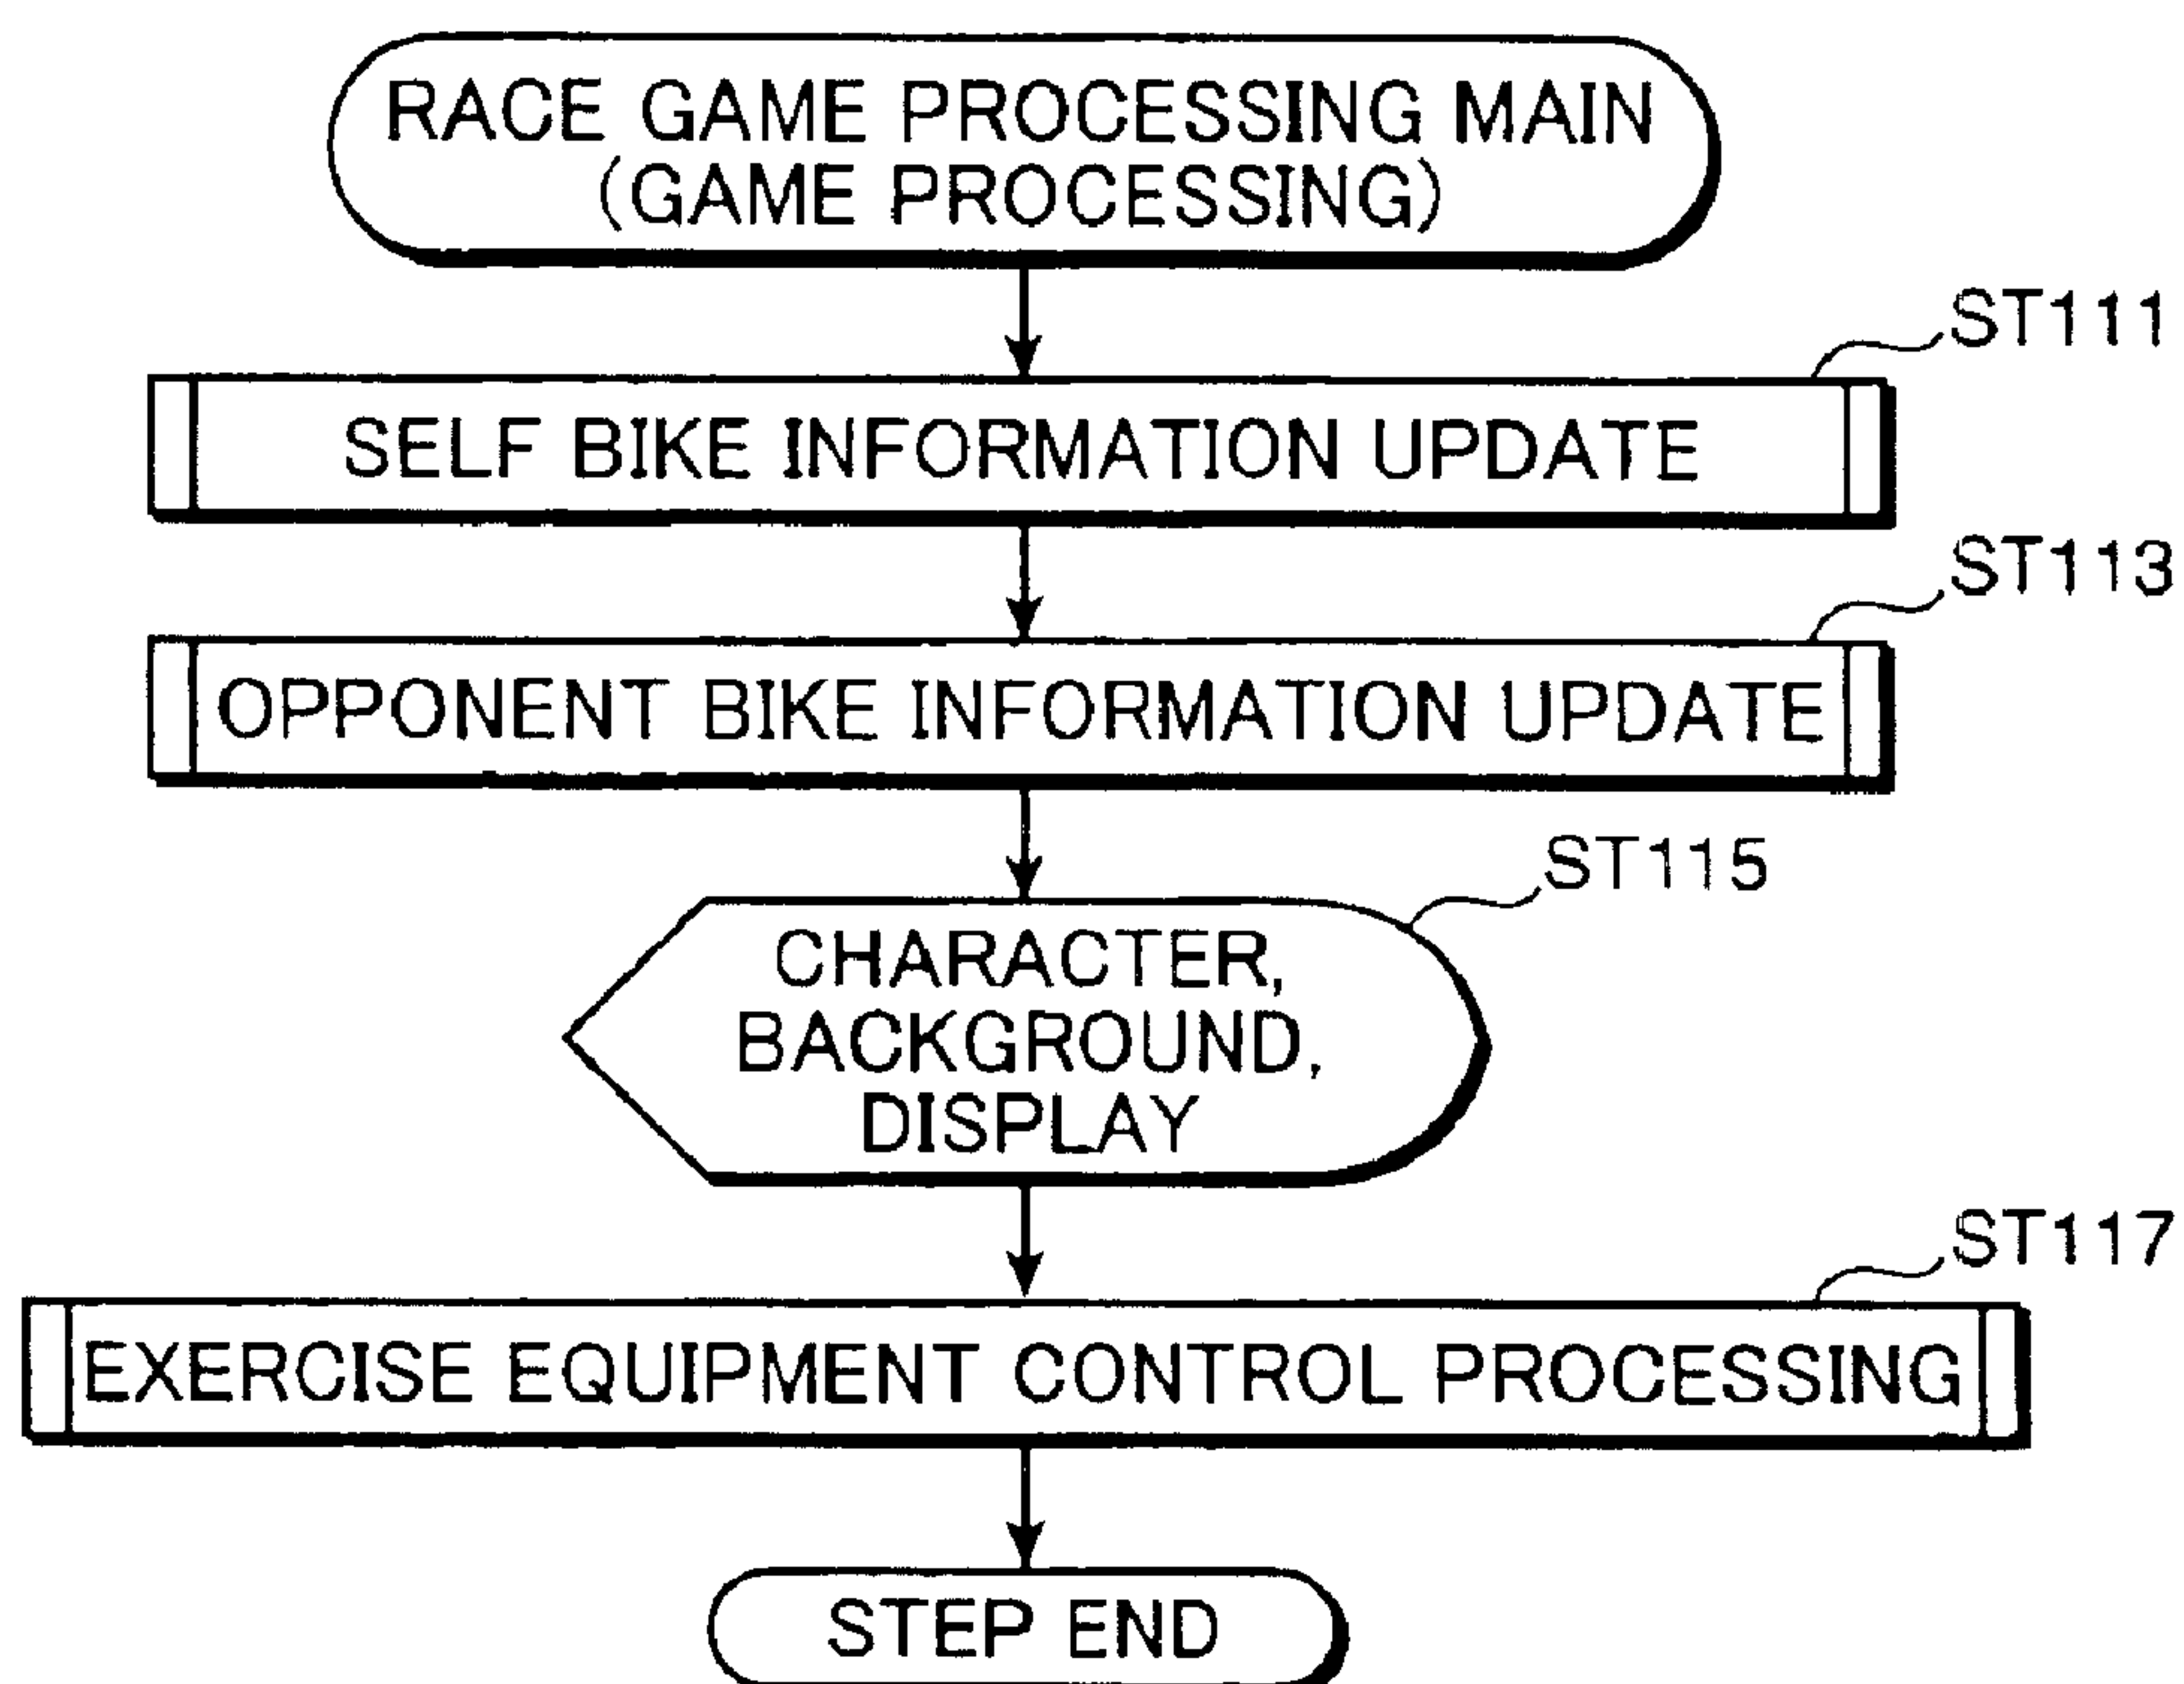 RACE GAME PROCESSING MAIN
(GAME PROCESSING)
ST111
SELF BIKE INFORMATION UPDATE
ST113
OPPONENT BIKE INFORMATION UPDATE
ST115
CHARACTER,
BACKGROUND,
DISPLAY
ST117
EXERCISE EQUIPMENT CONTROL PROCESSING
STEP END